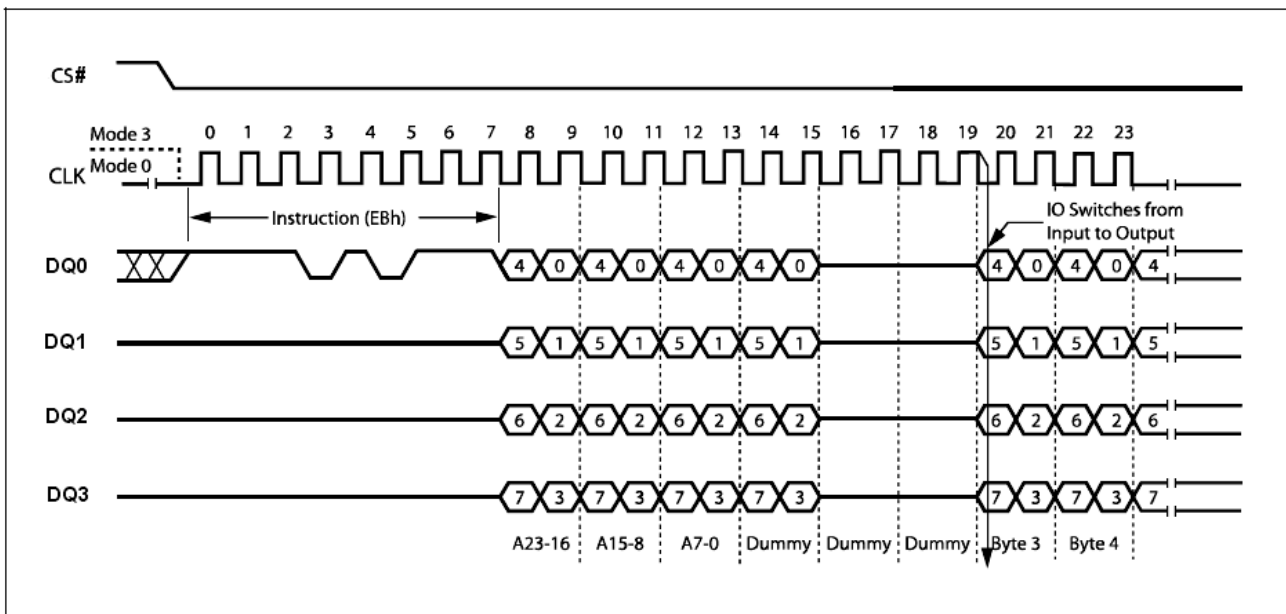 CS#
Mode 3
0 1 2 3 4 5 6 7 8 9 10 11 12 13 14 15 16 17 18 19 20 21 22 23
CLK Mode 0
Instruction (EBh)
IO Switches from
Input to Output
DQ0 4 0 4 0 4 0 4 0 4 0 4 0 4
DQ1 5 1 5 1 5 1 5 1 5 1 5 1 5
DQ2 6 2 6 2 6 2 6 2 6 2 6 2 6
DQ3 7 3 7 3 7 3 7 3 7 3 7 3 7
A23-16 A15-8 A7-0 Dummy Dummy Dummy Byte 3 Byte 4